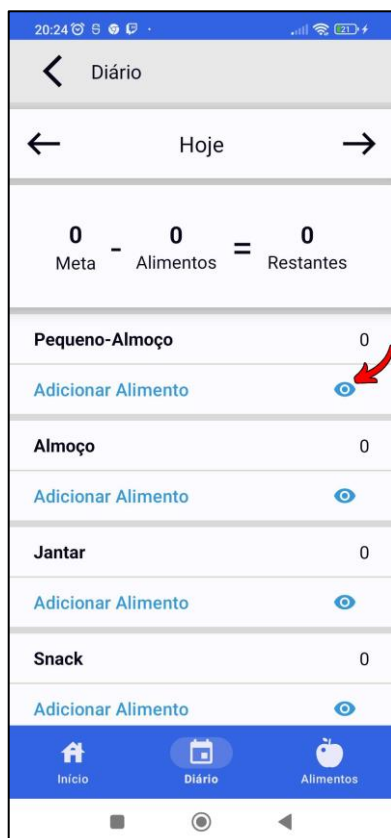 20:24
21
Diário
Hoje
0 - 0 = 0
Meta Alimentos Restantes
Pequeno-Almoço 0
Adicionar Alimento
Almoço 0
Adicionar Alimento
Jantar 0
Adicionar Alimento
Snack 0
Adicionar Alimento
Início Diário Alimentos